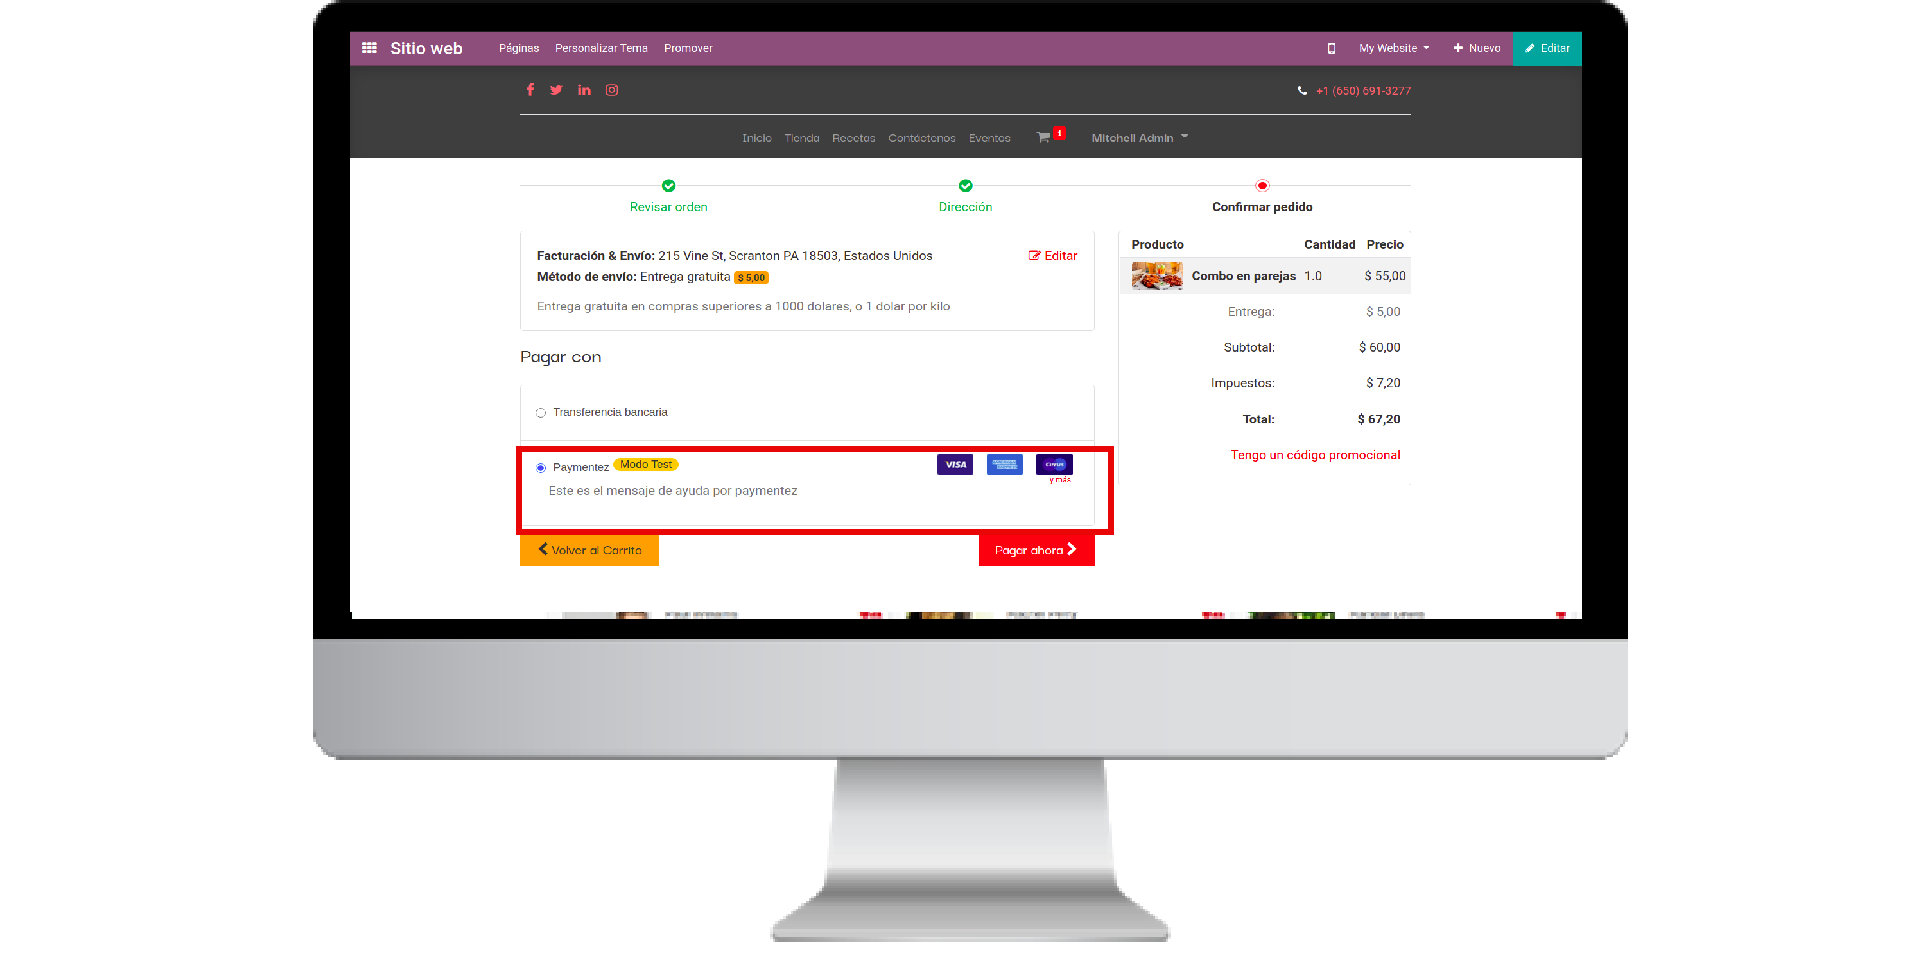 Sitio web Páginas Personalizar Tema Promover My Website Nuevo Editar
+1 (650) 691-3277
Inicio Tienda Recetas Contáctenos Eventos 1 Mitchell Admin
Revisar orden Dirección Confirmar pedido
Facturación & Envío: 215 Vine St, Scranton PA 18503, Estados Unidos Editar
Método de envío: Entrega gratuita $ 5,00
Entrega gratuita en compras superiores a 1000 dolares, o 1 dolar por kilo
Pagar con
Transferencia bancaria
Paymentez Modo Test VISA AMERICAN EXPRESS CIRRUS
y más
Este es el mensaje de ayuda por paymentez
Volver al Carrito Pagar ahora
Producto Cantidad Precio
Combo en parejas 1.0 $ 55,00
Entrega: $ 5,00
Subtotal: $ 60,00
Impuestos: $ 7,20
Total: $ 67,20
Tengo un código promocional